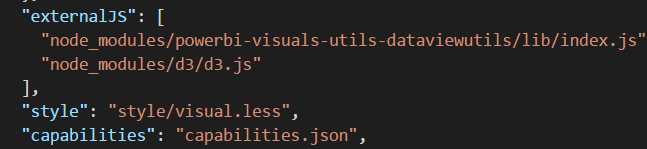 "externalJS": [
"node_modules/powerbi-visuals-utils-dataviewutils/lib/index.js"
"node_modules/d3/d3.js"
],
"style": "style/visual.less",
"capabilities": "capabilities.json",